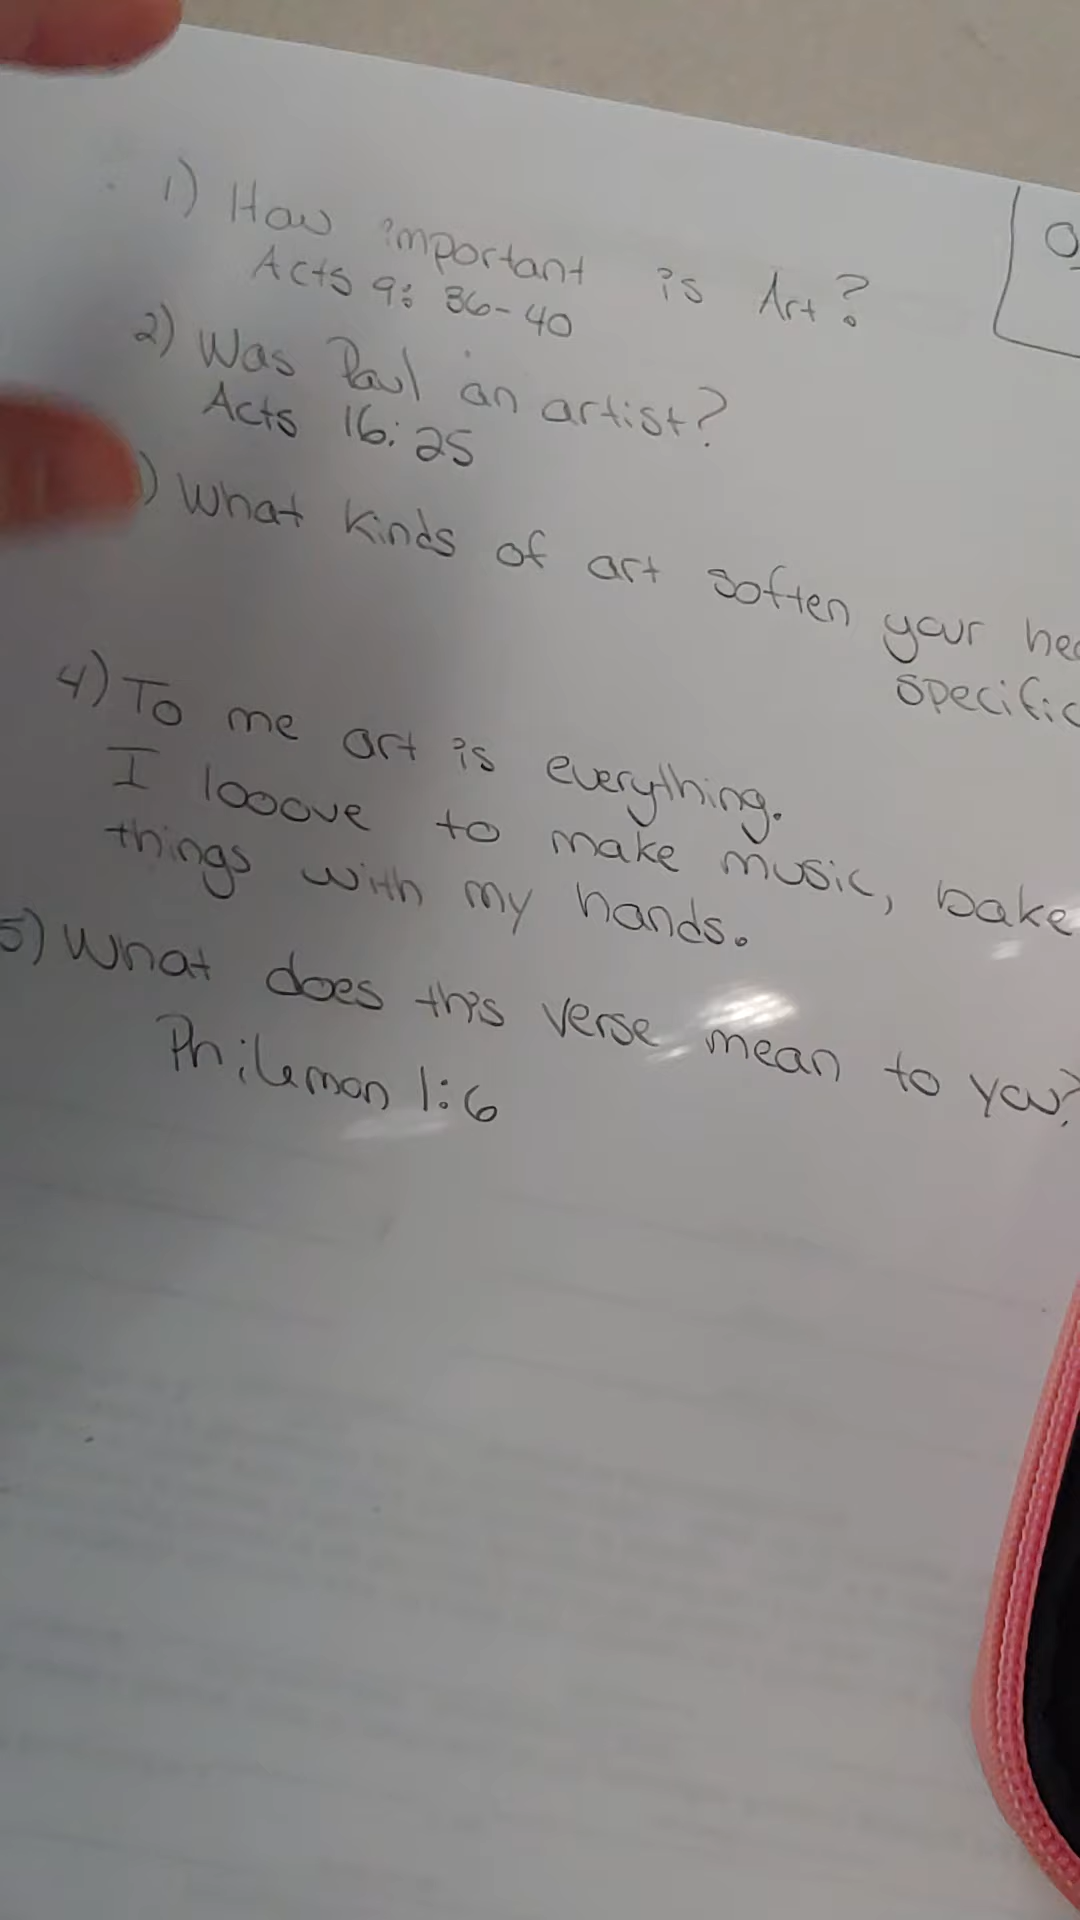 1) How important is Art?
Acts 9: 36-40
2) Was Paul an artist?
Acts 16:25
) What kinds of art soften your
specific
4) To me art is everything.
I looove to make music, bake
things with my hands.
5) What does this verse mean to you?
Philemon 1:6